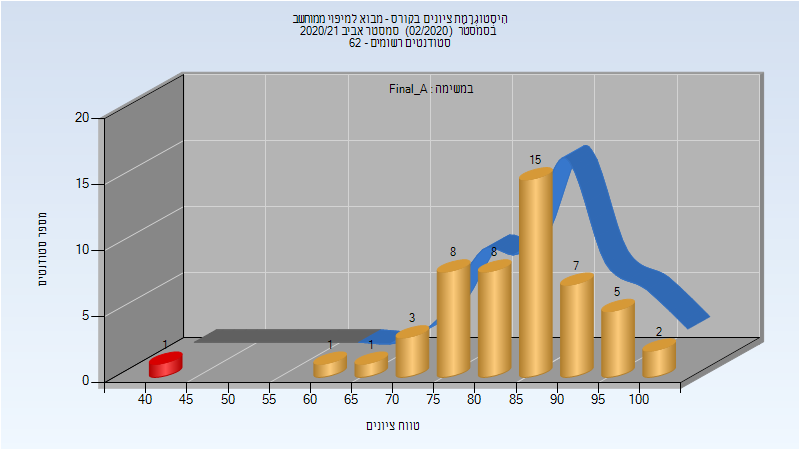 היסטוגרמת ציונים בקורס - מבוא למיפוי ממוחשב
בסמסטר (02/2020) סמסטר אביב 2020/21
סטודנטים רשומים - 62
במשימה : Final_A
מספר סטודנטים
20
15
10
5
0
1
1
1
3
8
8
15
7
5
2
40 45 50 55 60 65 70 75 80 85 90 95 100
טווח ציונים